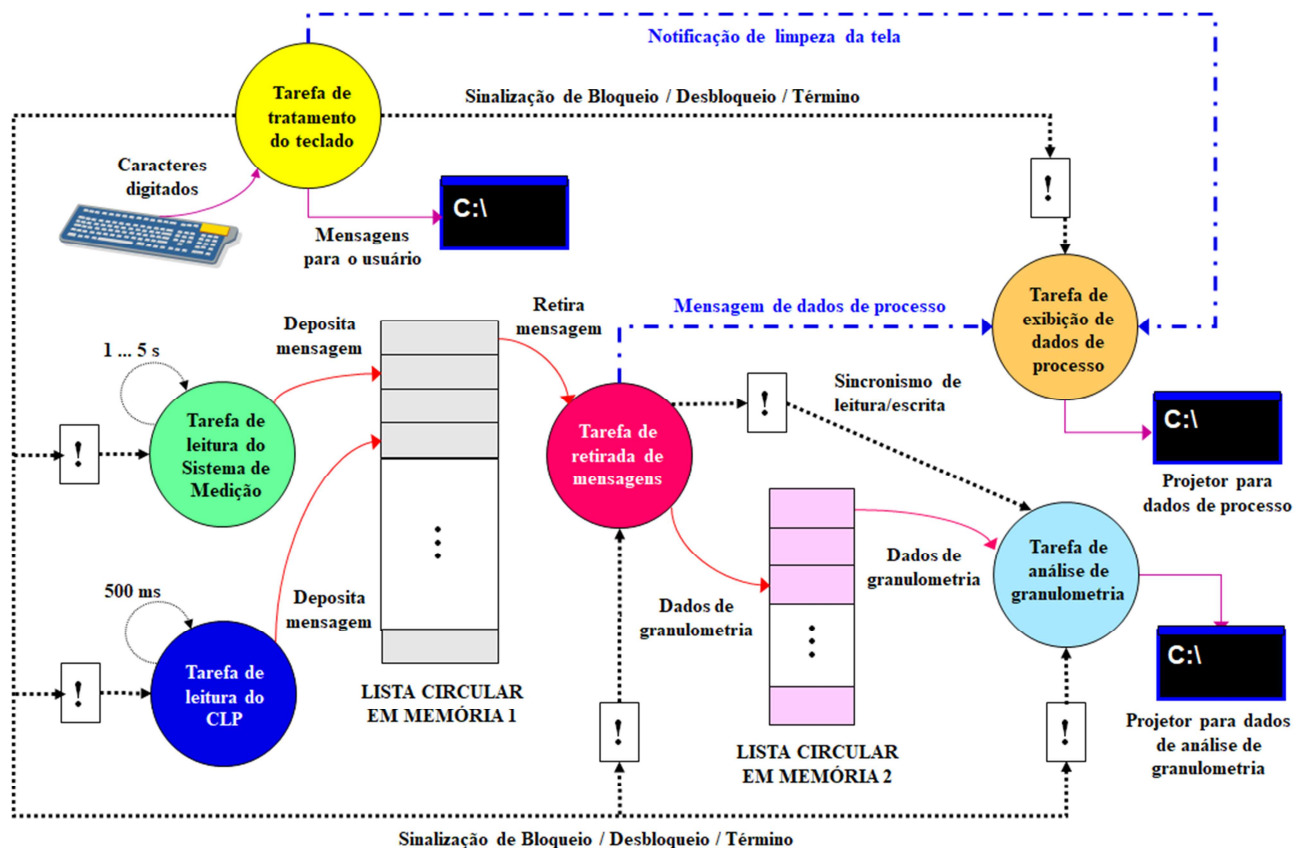 Notificação de limpeza da tela
Tarefa de
tratamento
do teclado
Sinalização de Bloqueio / Desbloqueio / Término
Caracteres
digitados
!
C:\
Mensagens
para o usuário
Tarefa de
exibição de
dados de
processo
Mensagem de dados de processo
Retira
mensagem
Deposita
mensagem
1 ... 5 s
Tarefa de
leitura do
Sistema de
Medição
!
Tarefa de
retirada de
mensagens
!
Sincronismo de
leitura/escrita
C:\
Projetor para
dados de processo
Dados de
granulometria
Tarefa de
análise de
granulometria
500 ms
Deposita
mensagem
Dados de
granulometria
Tarefa de
leitura do
CLP
!
LISTA CIRCULAR
EM MEMÓRIA 1
!
LISTA CIRCULAR
EM MEMÓRIA 2
!
C:\
Projetor para dados
de análise de
granulometria
Sinalização de Bloqueio / Desbloqueio / Término